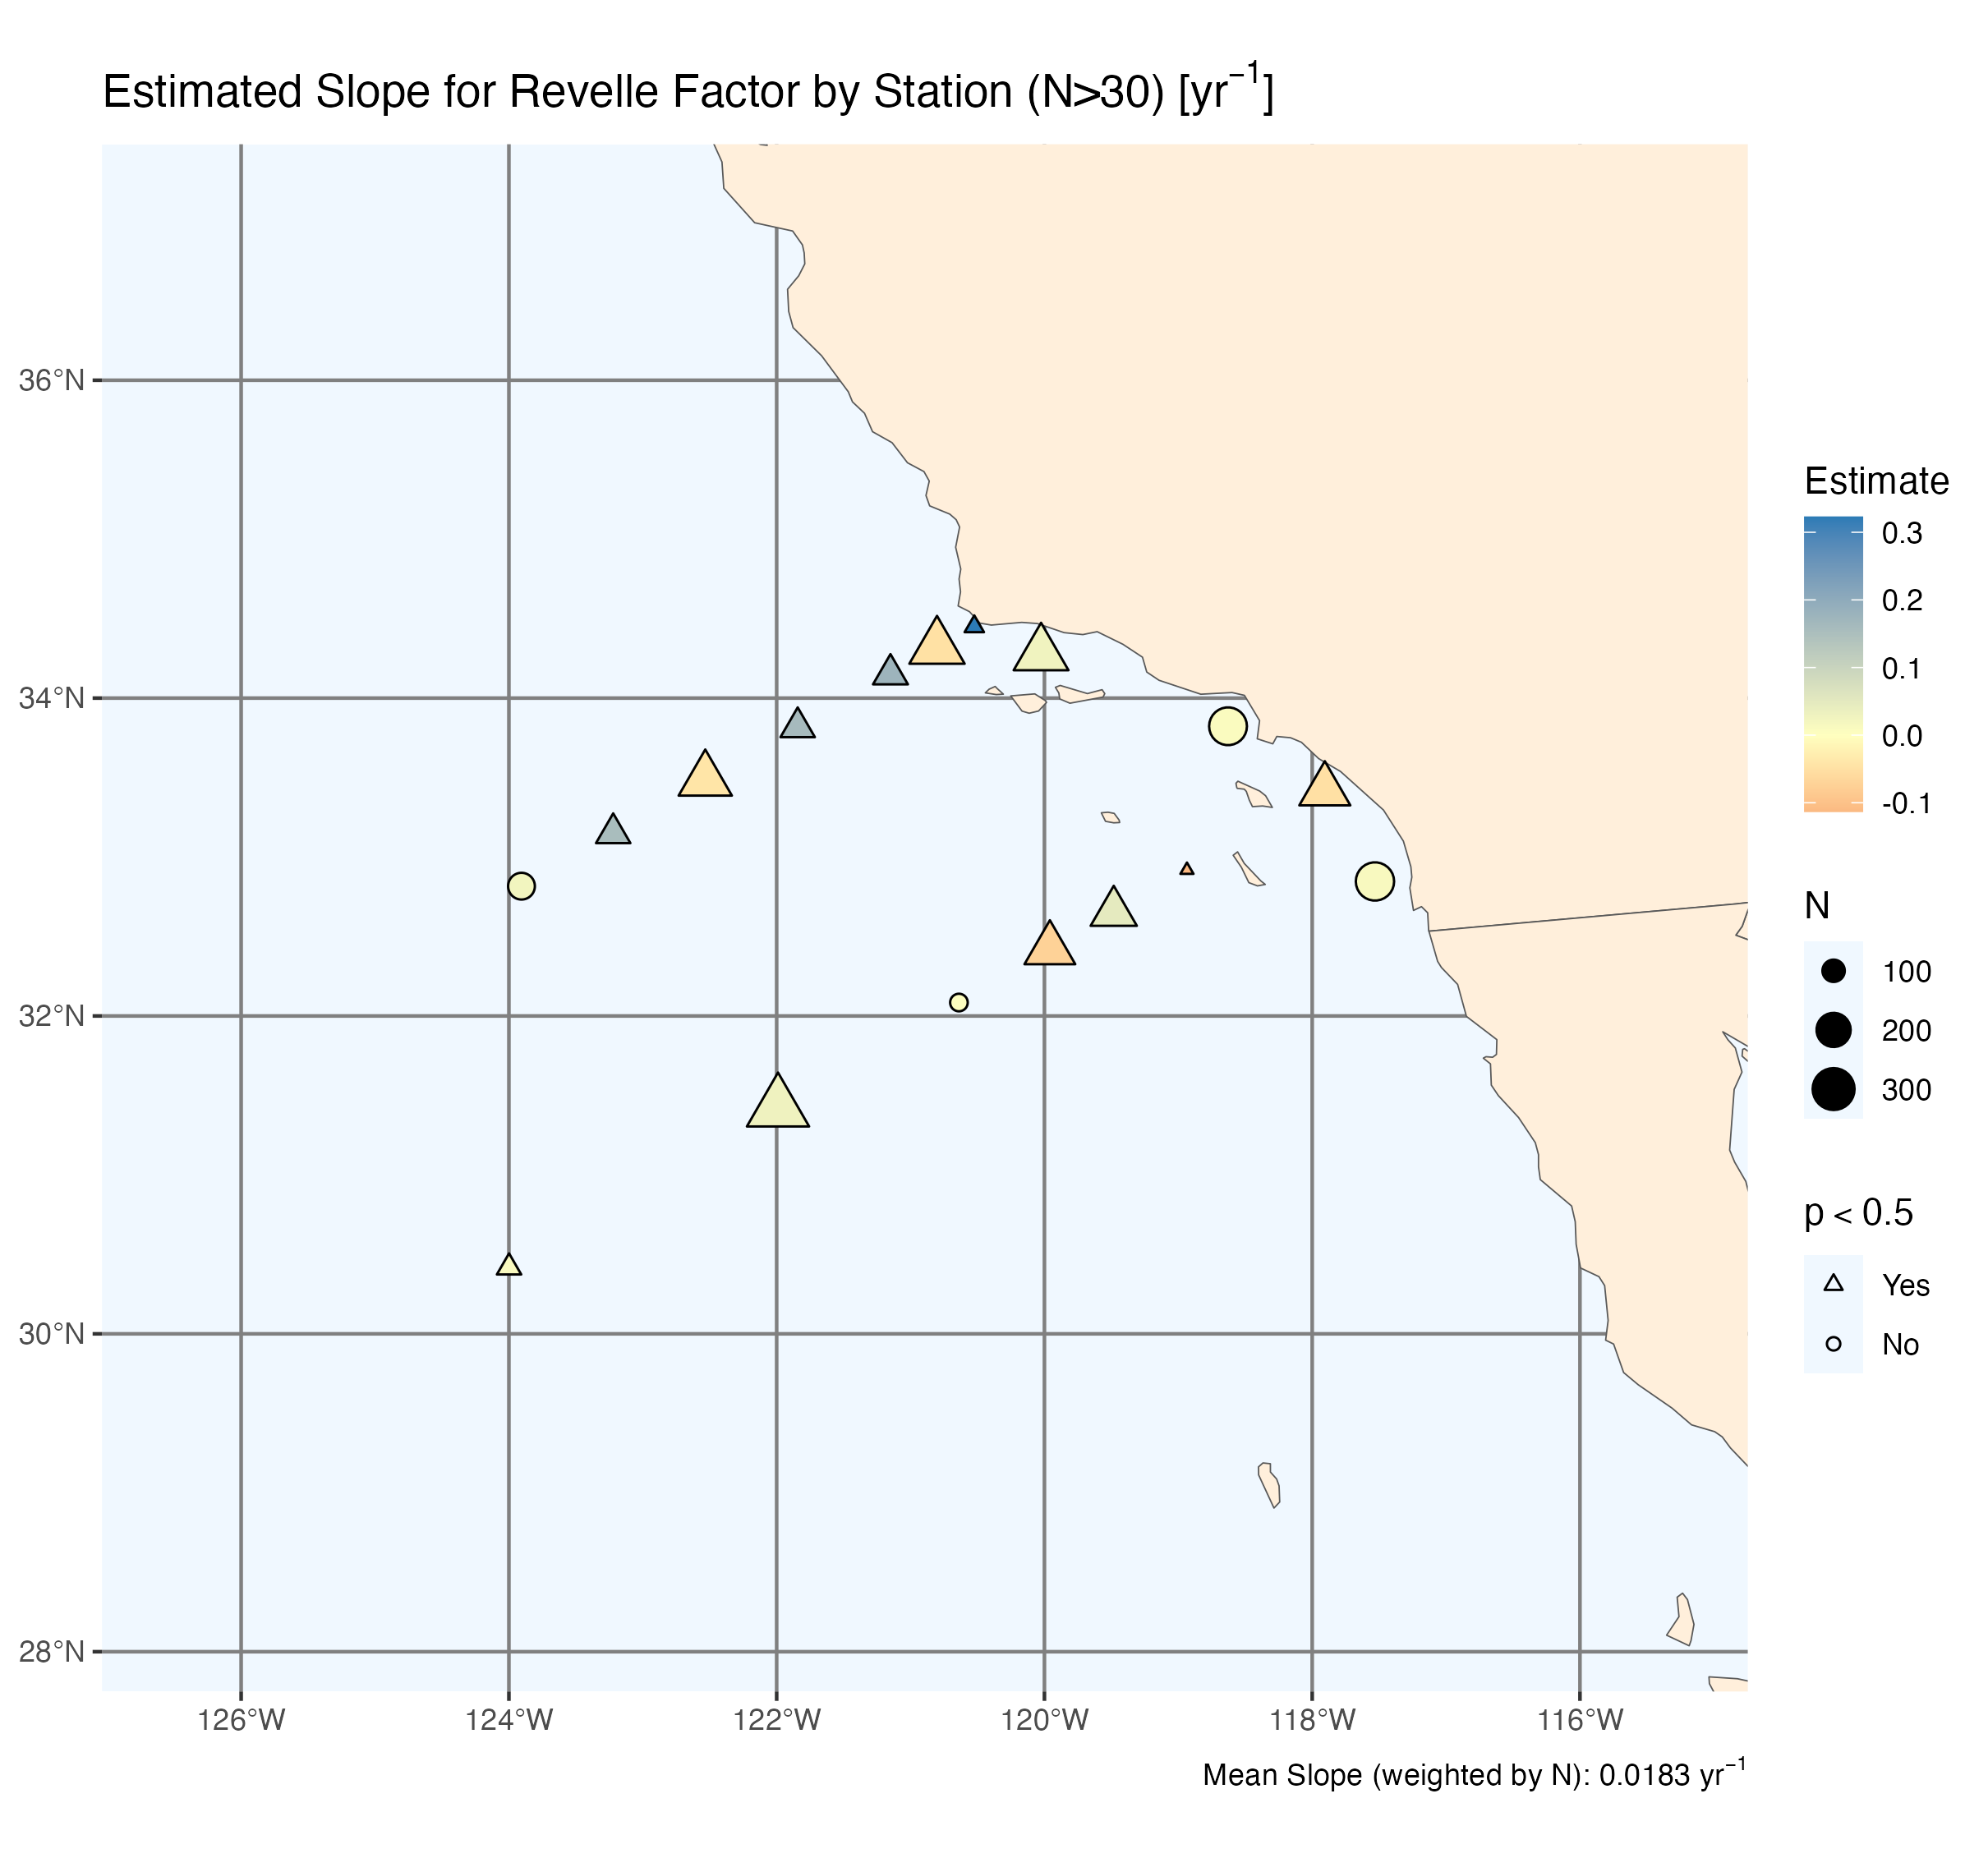 Estimated Slope for Revelle Factor by Station (N>30) [yr⁻¹]
36°N
34°N
32°N
30°N
28°N
126°W
124°W
122°W
120°W
118°W
116°W
Estimate
0.3
0.2
0.1
0.0
-0.1
N
100
200
300
p < 0.5
Yes
No
Mean Slope (weighted by N): 0.0183 yr⁻¹